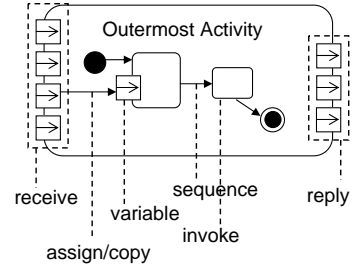 Outermost Activity
receive
variable
sequence
invoke
reply
assign/copy